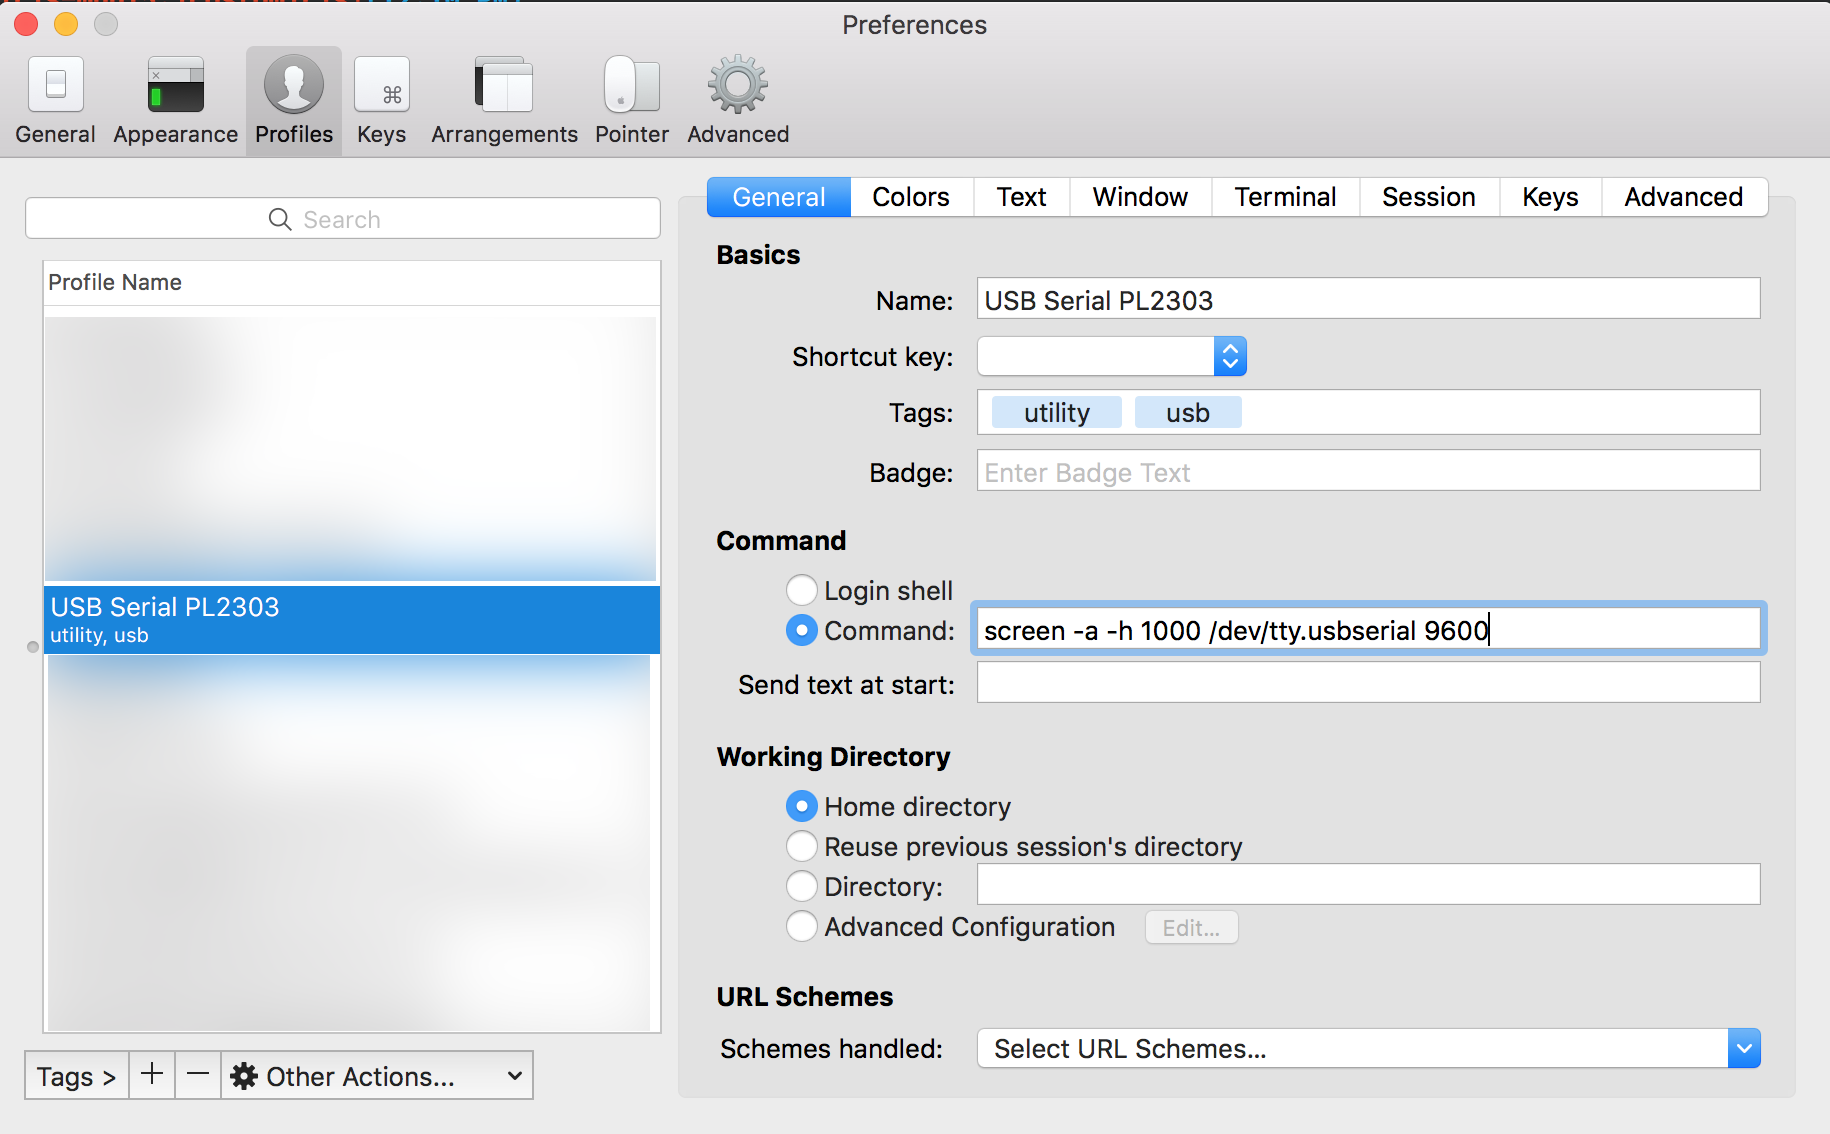 Preferences
General Appearance Profiles Keys Arrangements Pointer Advanced
Search
Profile Name
USB Serial PL2303
utility, usb
Tags > + — Other Actions...
General Colors Text Window Terminal Session Keys Advanced
Basics
Name: USB Serial PL2303
Shortcut key:
Tags: utility usb
Badge: Enter Badge Text
Command
Login shell
Command: screen -a -h 1000 /dev/tty.usbserial 9600
Send text at start:
Working Directory
Home directory
Reuse previous session's directory
Directory:
Advanced Configuration Edit...
URL Schemes
Schemes handled: Select URL Schemes...